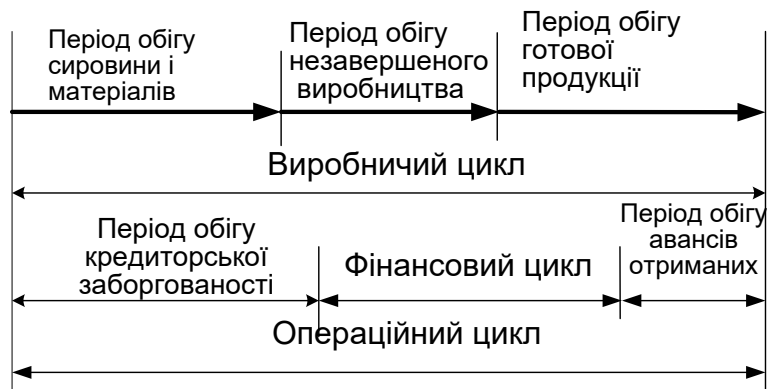 Період обігу
сировини і
матеріалів
Період обігу
незавершеного
виробництва
Період обігу
готової
продукції
Виробничий цикл
Період обігу
кредиторської
заборгованості
Фінансовий цикл
Період обігу
авансів
отриманих
Операційний цикл